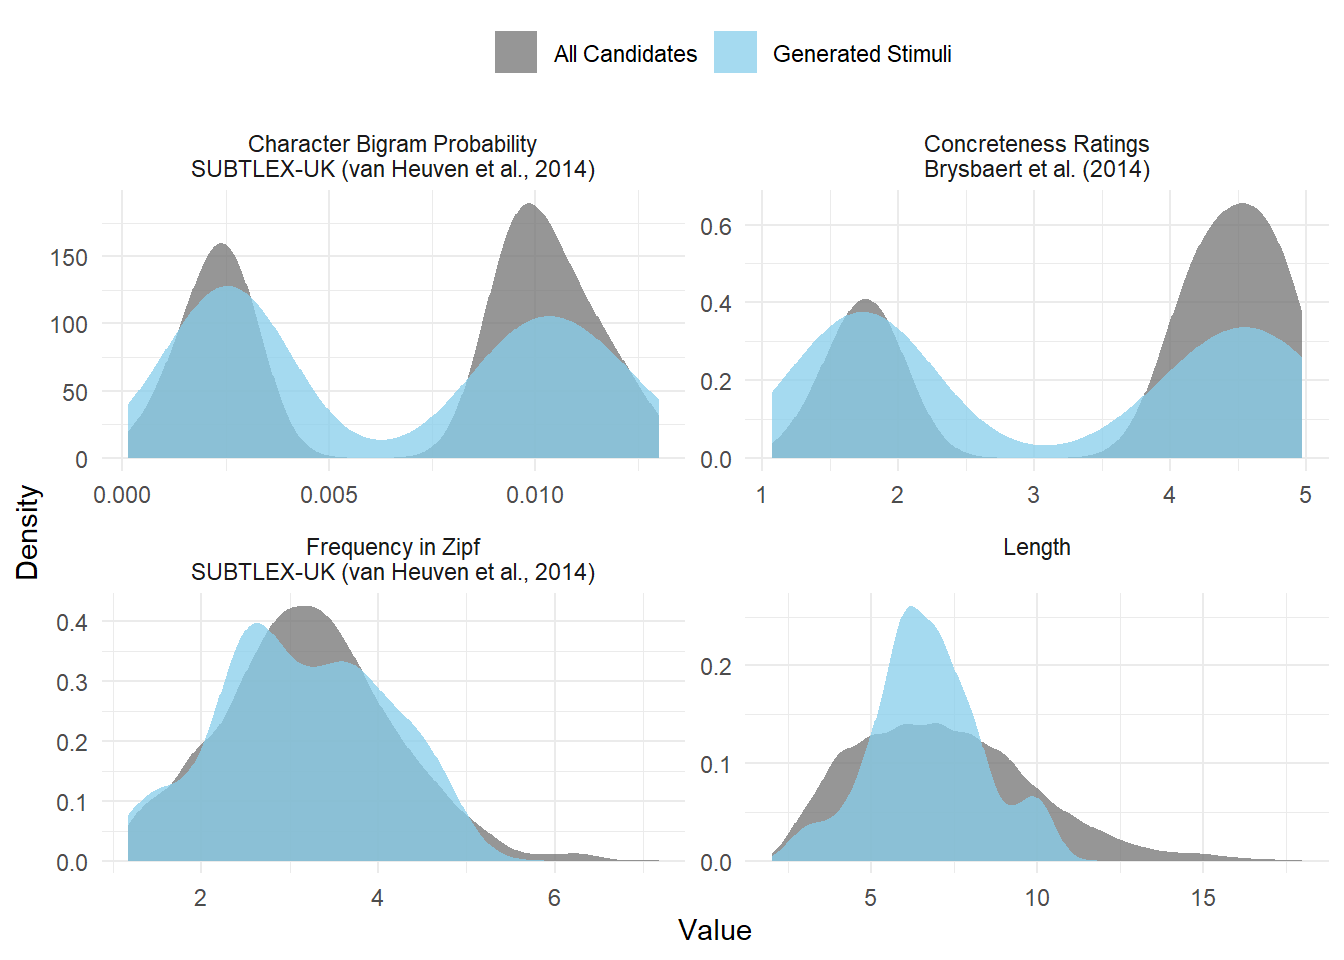 All Candidates
Generated Stimuli
Character Bigram Probability
SUBTLEX-UK (van Heuven et al., 2014)
150
100
50
0
0.000
0.005
0.010
Concreteness Ratings
Brysbaert et al. (2014)
0.6
0.4
0.2
0.0
1
2
3
4
5
Density
Frequency in Zipf
SUBTLEX-UK (van Heuven et al., 2014)
0.4
0.3
0.2
0.1
0.0
2
4
6
Length
0.2
0.1
0.0
5
10
15
Value